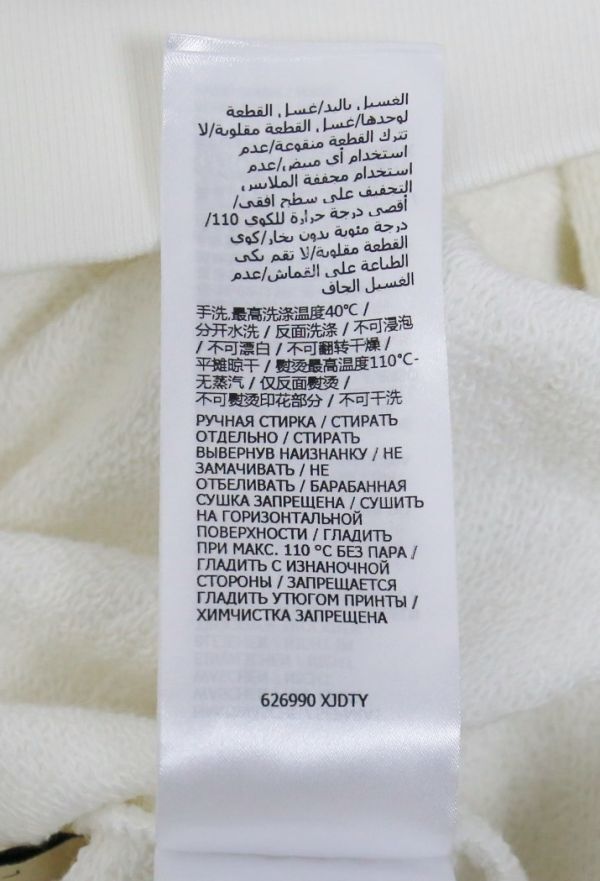 الغسيل باليد/غسل القطعة
لوحدها/غسل القطعة مقلوبة/لا
تترك القطعة منقوعة/عدم
استخدام أي مبيض/عدم
استخدام مجففة الملابس
التجفيف على سطح افقي/
أقصى درجة حرارة للكوي 110/
درجة مئوية بدون بخار/كوي
القطعة مقلوبة/لا تقم بكي
الطباعة على القماش/عدم
الغسيل الجاف
手洗,最高洗涤温度40℃ /
分开水洗 / 反面洗涤 / 不可浸泡
/ 不可漂白 / 不可翻转干燥 /
平摊晾干 / 熨烫最高温度110°C-
无蒸汽 / 仅反面熨烫 /
不可熨烫印花部分 / 不可干洗
РУЧНАЯ СТИРКА / СТИРАТЬ
ОТДЕЛЬНО / СТИРАТЬ
ВЫВЕРНУВ НАИЗНАНКУ / НЕ
ЗАМАЧИВАТЬ / НЕ
ОТБЕЛИВАТЬ / БАРАБАННАЯ
СУШКА ЗАПРЕЩЕНА / СУШИТЬ
НА ГОРИЗОНТАЛЬНОЙ
ПОВЕРХНОСТИ / ГЛАДИТЬ
ПРИ МАКС. 110 °C БЕЗ ПАРА /
ГЛАДИТЬ С ИЗНАНОЧНОЙ
СТОРОНЫ / ЗАПРЕЩАЕТСЯ
ГЛАДИТЬ УТЮГОМ ПРИНТЫ /
ХИМЧИСТКА ЗАПРЕЩЕНА
626990 XJDTY